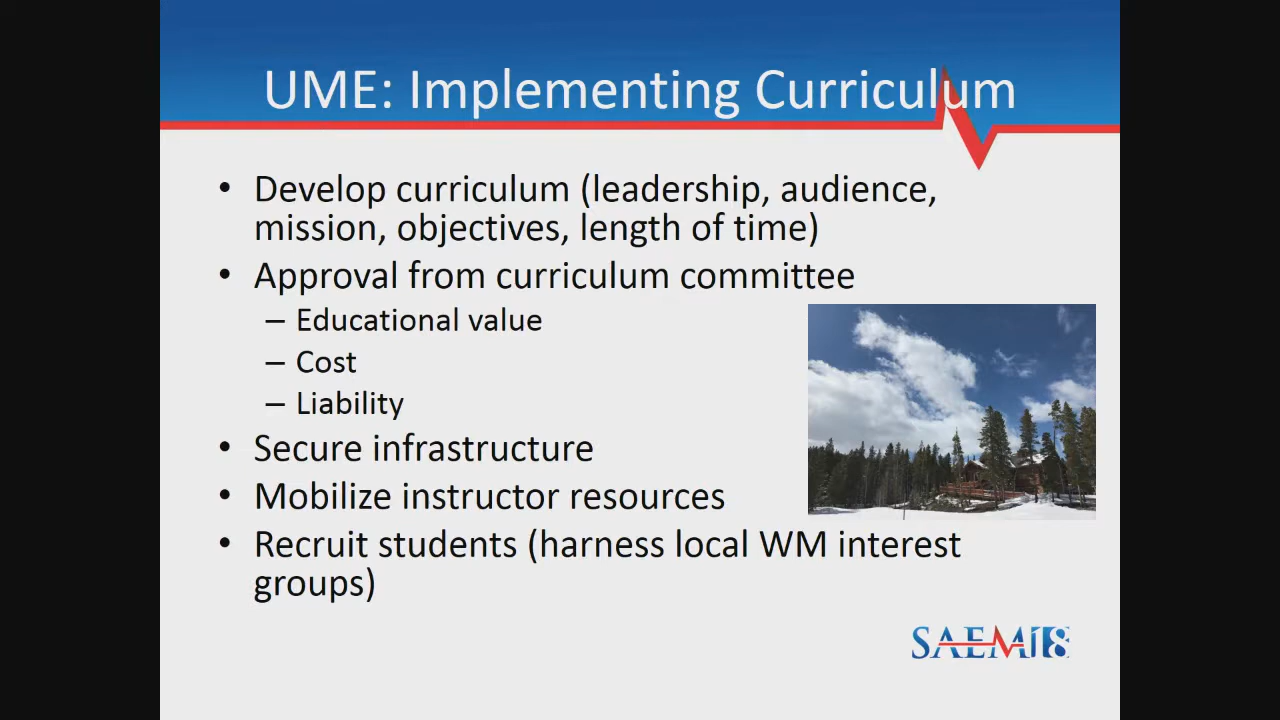 UME: Implementing Curriculum
• Develop curriculum (leadership, audience,
mission, objectives, length of time)
• Approval from curriculum committee
– Educational value
– Cost
– Liability
• Secure infrastructure
• Mobilize instructor resources
• Recruit students (harness local WM interest
groups)
SAEM18